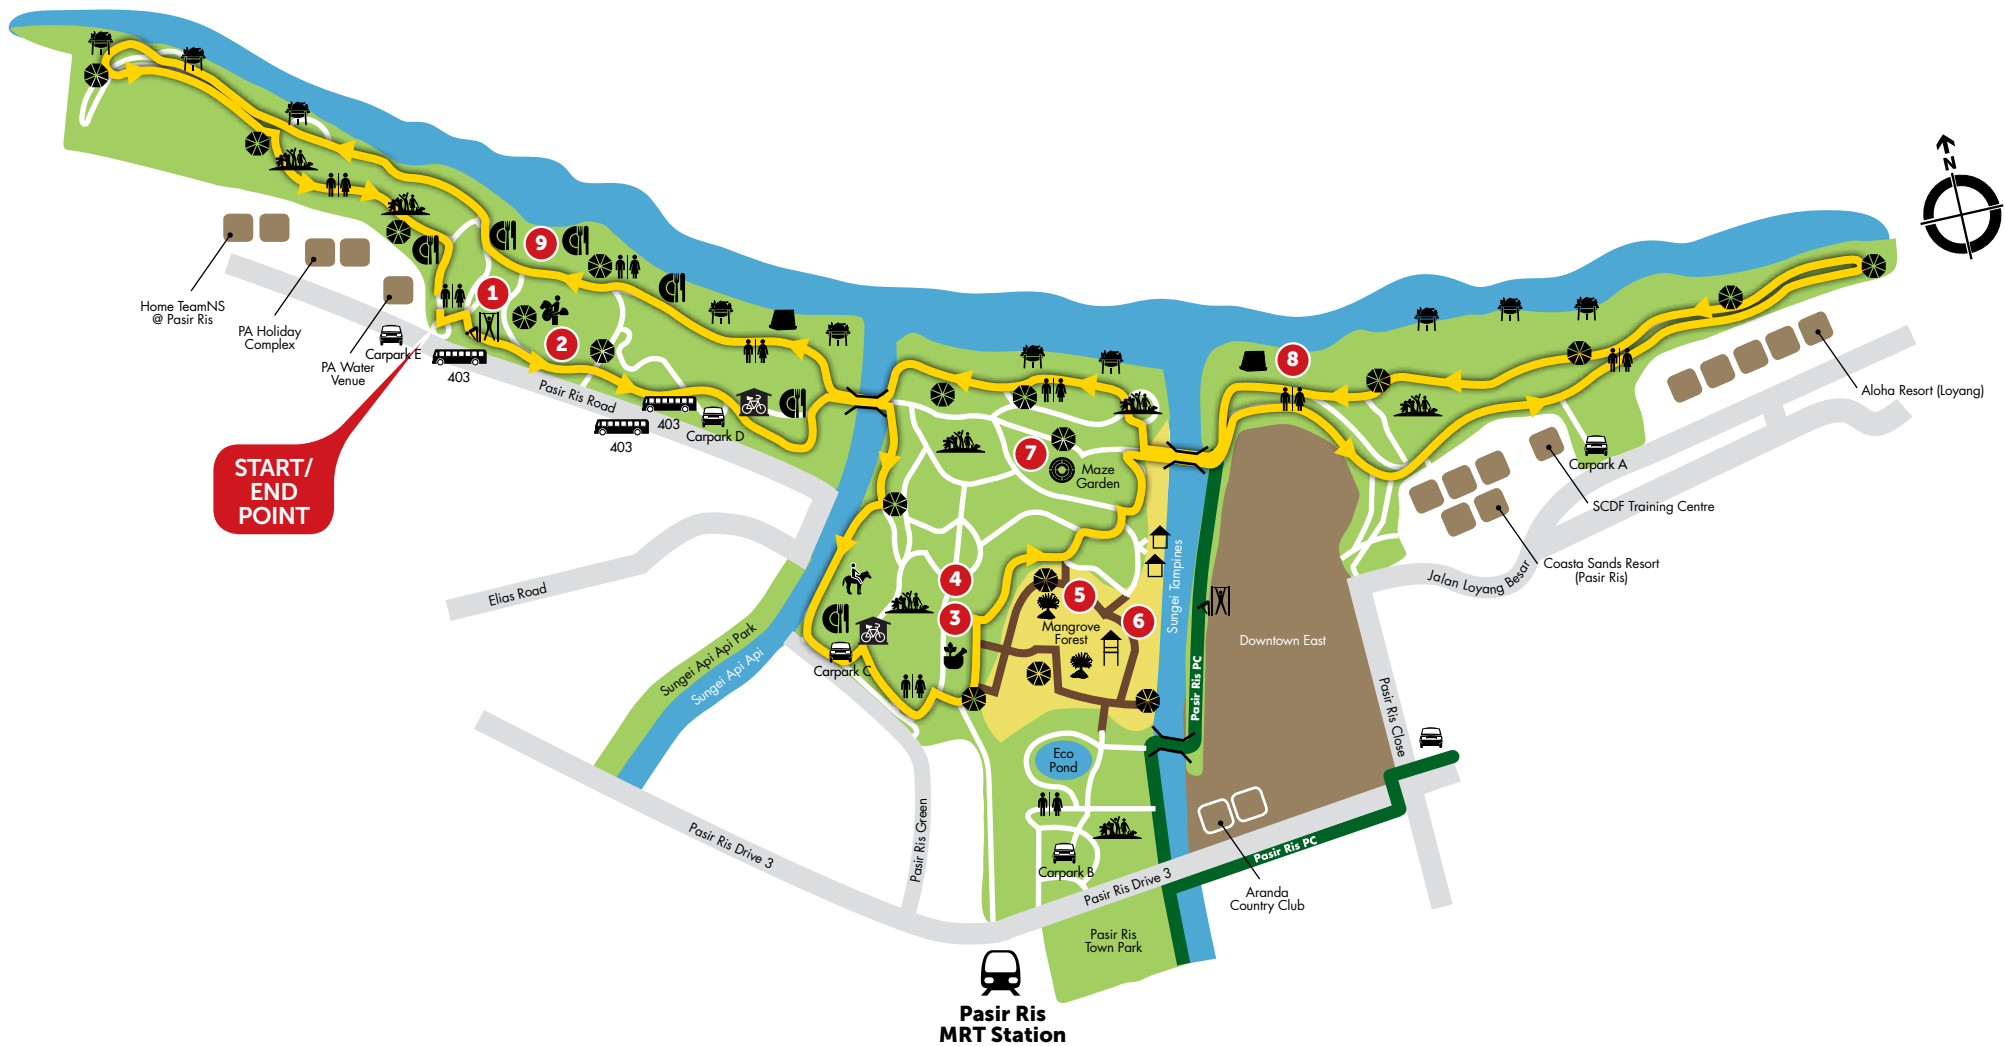 N
9
1
2
8
7
4
3
5
6
Home TeamNS
@ Pasir Ris
PA Holiday
Complex
PA Water
Venue
Carpark E
403
Pasir Ris Road
403
403
Carpark D
START/
END
POINT
Maze
Garden
Aloha Resort (Loyang)
Carpark A
SCDF Training Centre
Coasta Sands Resort
(Pasir Ris)
Jalan Loyang Besar
Elias Road
Sungei Api Api Park
Sungei Api Api
Carpark C
Mangrove
Forest
Sungei Tampines
Pasir Ris PC
Downtown East
Pasir Ris Close
Eco
Pond
Pasir Ris Drive 3
Pasir Ris Green
Carpark B
Pasir Ris Drive 3
Pasir Ris PC
Aranda
Country Club
Pasir Ris
Town Park
Pasir Ris
MRT Station